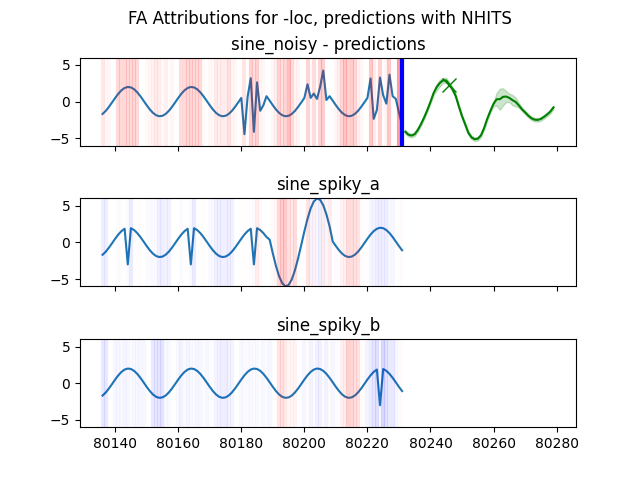 FA Attributions for -loc, predictions with NHITS
sine_noisy - predictions
5
0
−5
sine_spiky_a
5
0
−5
sine_spiky_b
5
0
−5
80140 80160 80180 80200 80220 80240 80260 80280